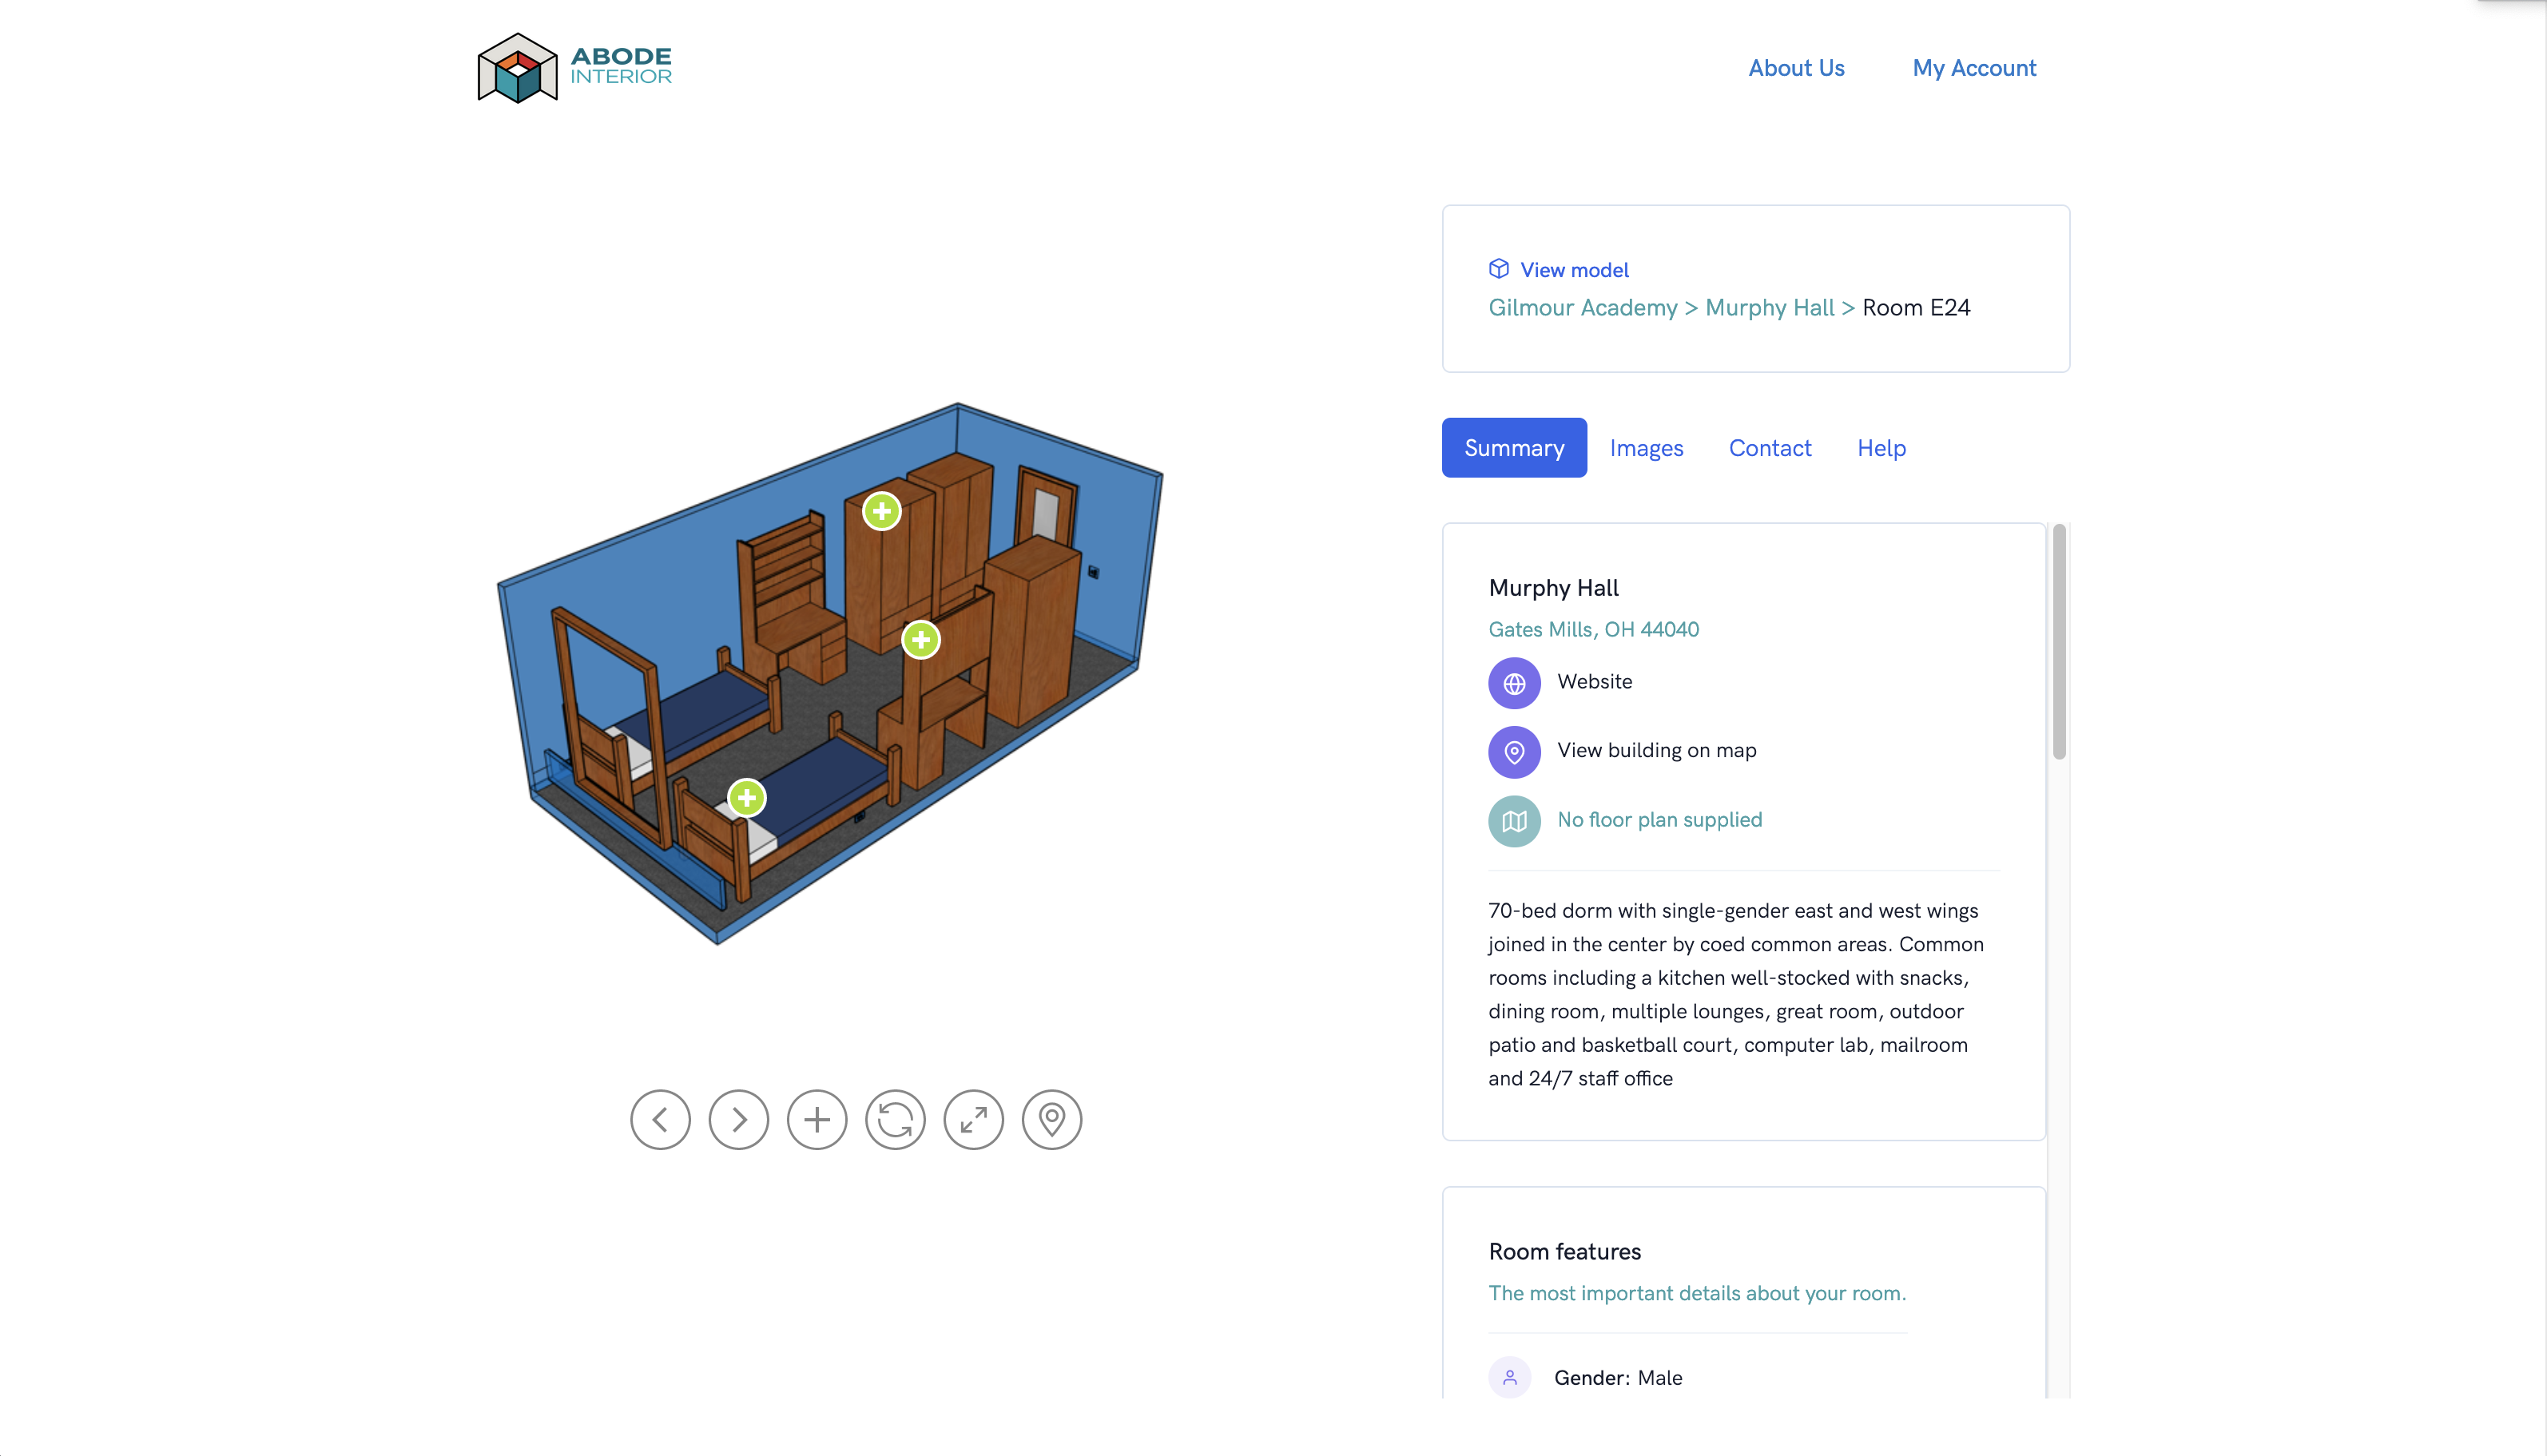 ABODE
INTERIOR
About Us
My Account
View model
Gilmour Academy > Murphy Hall > Room E24
Summary
Images
Contact
Help
Murphy Hall
Gates Mills, OH 44040
Website
View building on map
No floor plan supplied
70-bed dorm with single-gender east and west wings
joined in the center by coed common areas. Common
rooms including a kitchen well-stocked with snacks,
dining room, multiple lounges, great room, outdoor
patio and basketball court, computer lab, mailroom
and 24/7 staff office
Room features
The most important details about your room.
Gender: Male